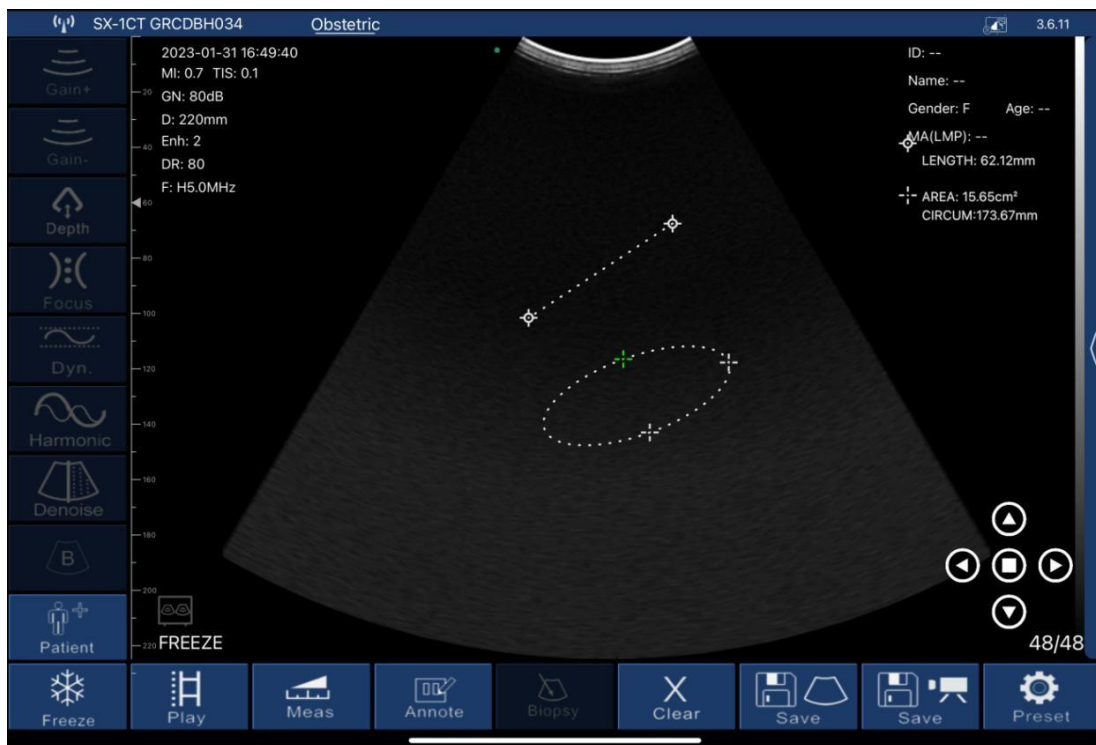 SX-1CT GRCDBH034 Obstetric 3.6.11
2023-01-31 16:49:40
MI: 0.7 TIS: 0.1
GN: 80dB
D: 220mm
Enh: 2
DR: 80
F: H5.0MHz
ID: --
Name: --
Gender: F Age: --
MA(LMP): --
LENGTH: 62.12mm
AREA: 15.65cm²
CIRCUM:173.67mm
Gain+
Gain-
Depth
Focus
Dyn.
Harmonic
Denoise
B
Patient
20
40
60
80
100
120
140
160
180
200
220
FREEZE
48/48
Freeze
Play
Meas
Annote
Biopsy
Clear
Save
Save
Preset